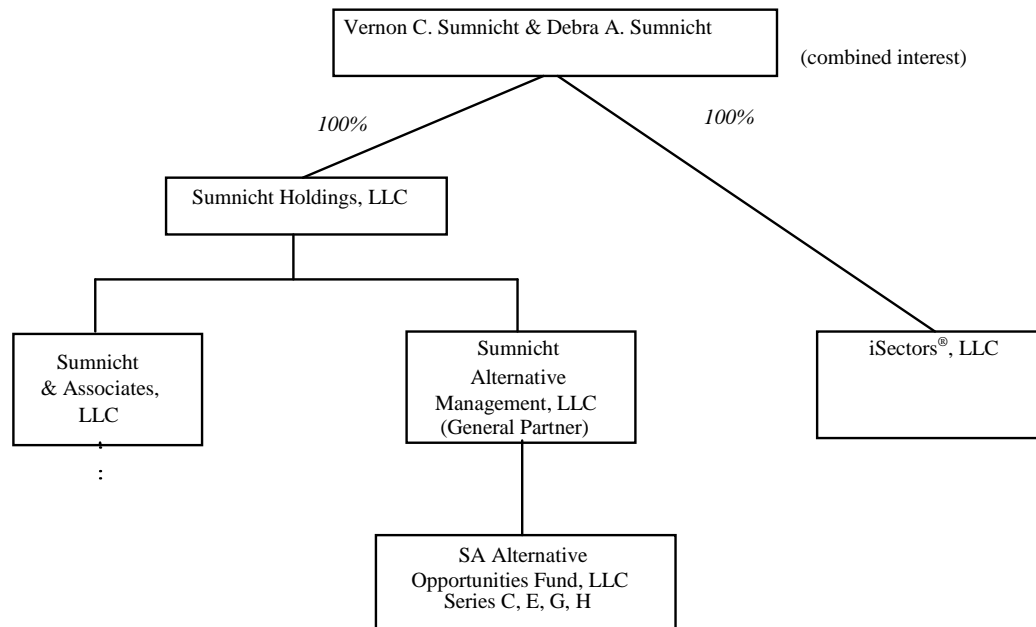 Vernon C. Sumnicht & Debra A. Sumnicht
(combined interest)
100%
100%
Sumnicht Holdings, LLC
Sumnicht
& Associates,
LLC
Sumnicht
Alternative
Management, LLC
(General Partner)
iSectors®, LLC
SA Alternative
Opportunities Fund, LLC
Series C, E, G, H